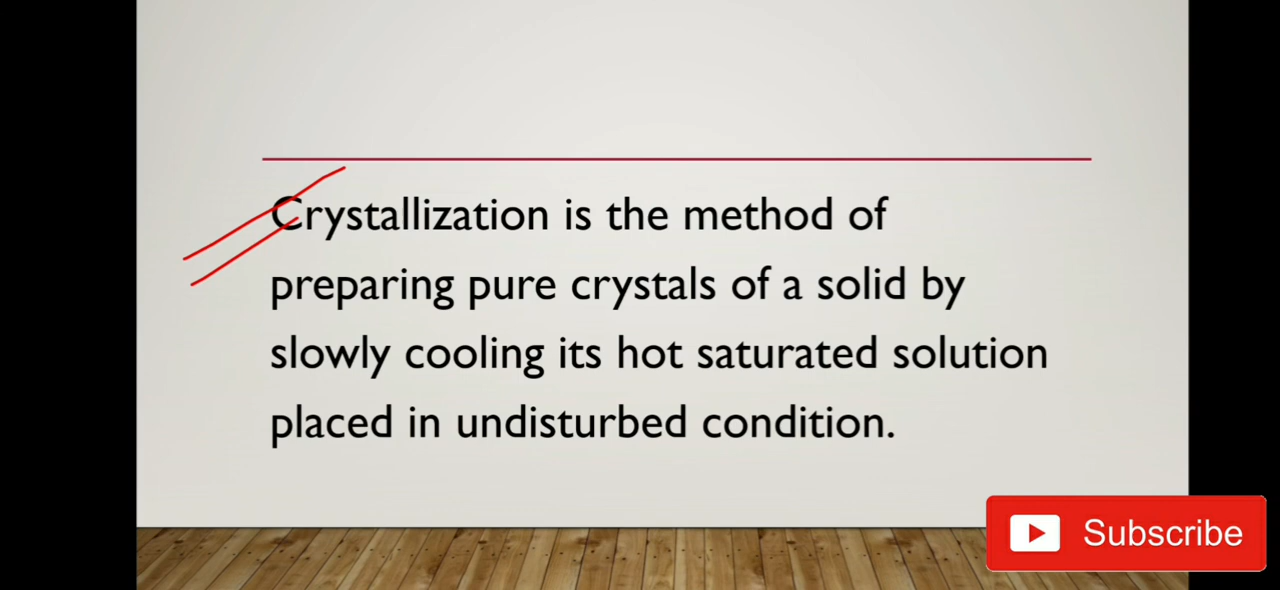 Crystallization is the method of
preparing pure crystals of a solid by
slowly cooling its hot saturated solution
placed in undisturbed condition.
Subscribe